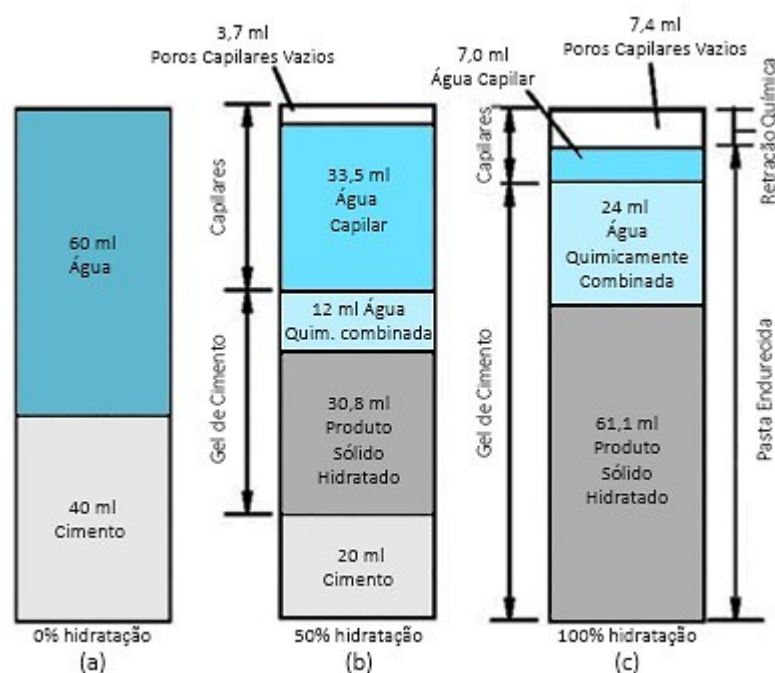 60 ml
Água
40 ml
Cimento
0% hidratação
(a)
3,7 ml
Poros Capilares Vazios
Capilares
Gel de Cimento
33,5 ml
Água
Capilar
12 ml Água
Quim. combinada
30,8 ml
Produto
Sólido
Hidratado
20 ml
Cimento
50% hidratação
(b)
7,4 ml
Poros Capilares Vazios
7,0 ml
Água Capilar
Capilares
Gel de Cimento
24 ml
Água
Quimicamente
Combinada
61,1 ml
Produto
Sólido
Hidratado
Retração Química
Pasta Endurecida
100% hidratação
(c)